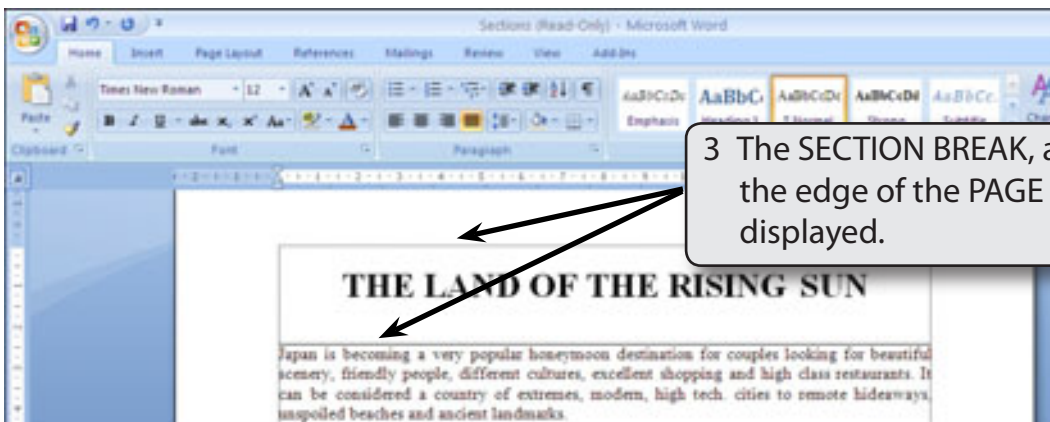 Sections (Read-Only) - Microsoft Word
Home Insert Page Layout References Mailings Review View Add-Ins
Times New Roman 12
AaBbCcDc AaBbC AaBbCcDc AaBbCcDd AaBbCc.
Paste
Emphasis Heading 1 Normal Strong Subtitle
Clipboard Font Paragraph
3 The SECTION BREAK, a
the edge of the PAGE
displayed.
THE LAND OF THE RISING SUN
Japan is becoming a very popular honeymoon destination for couples looking for beautiful
scenery, friendly people, different cultures, excellent shopping and high class restaurants. It
can be considered a country of extremes, modern, high tech. cities to remote hideaways,
unspoiled beaches and ancient landmarks.